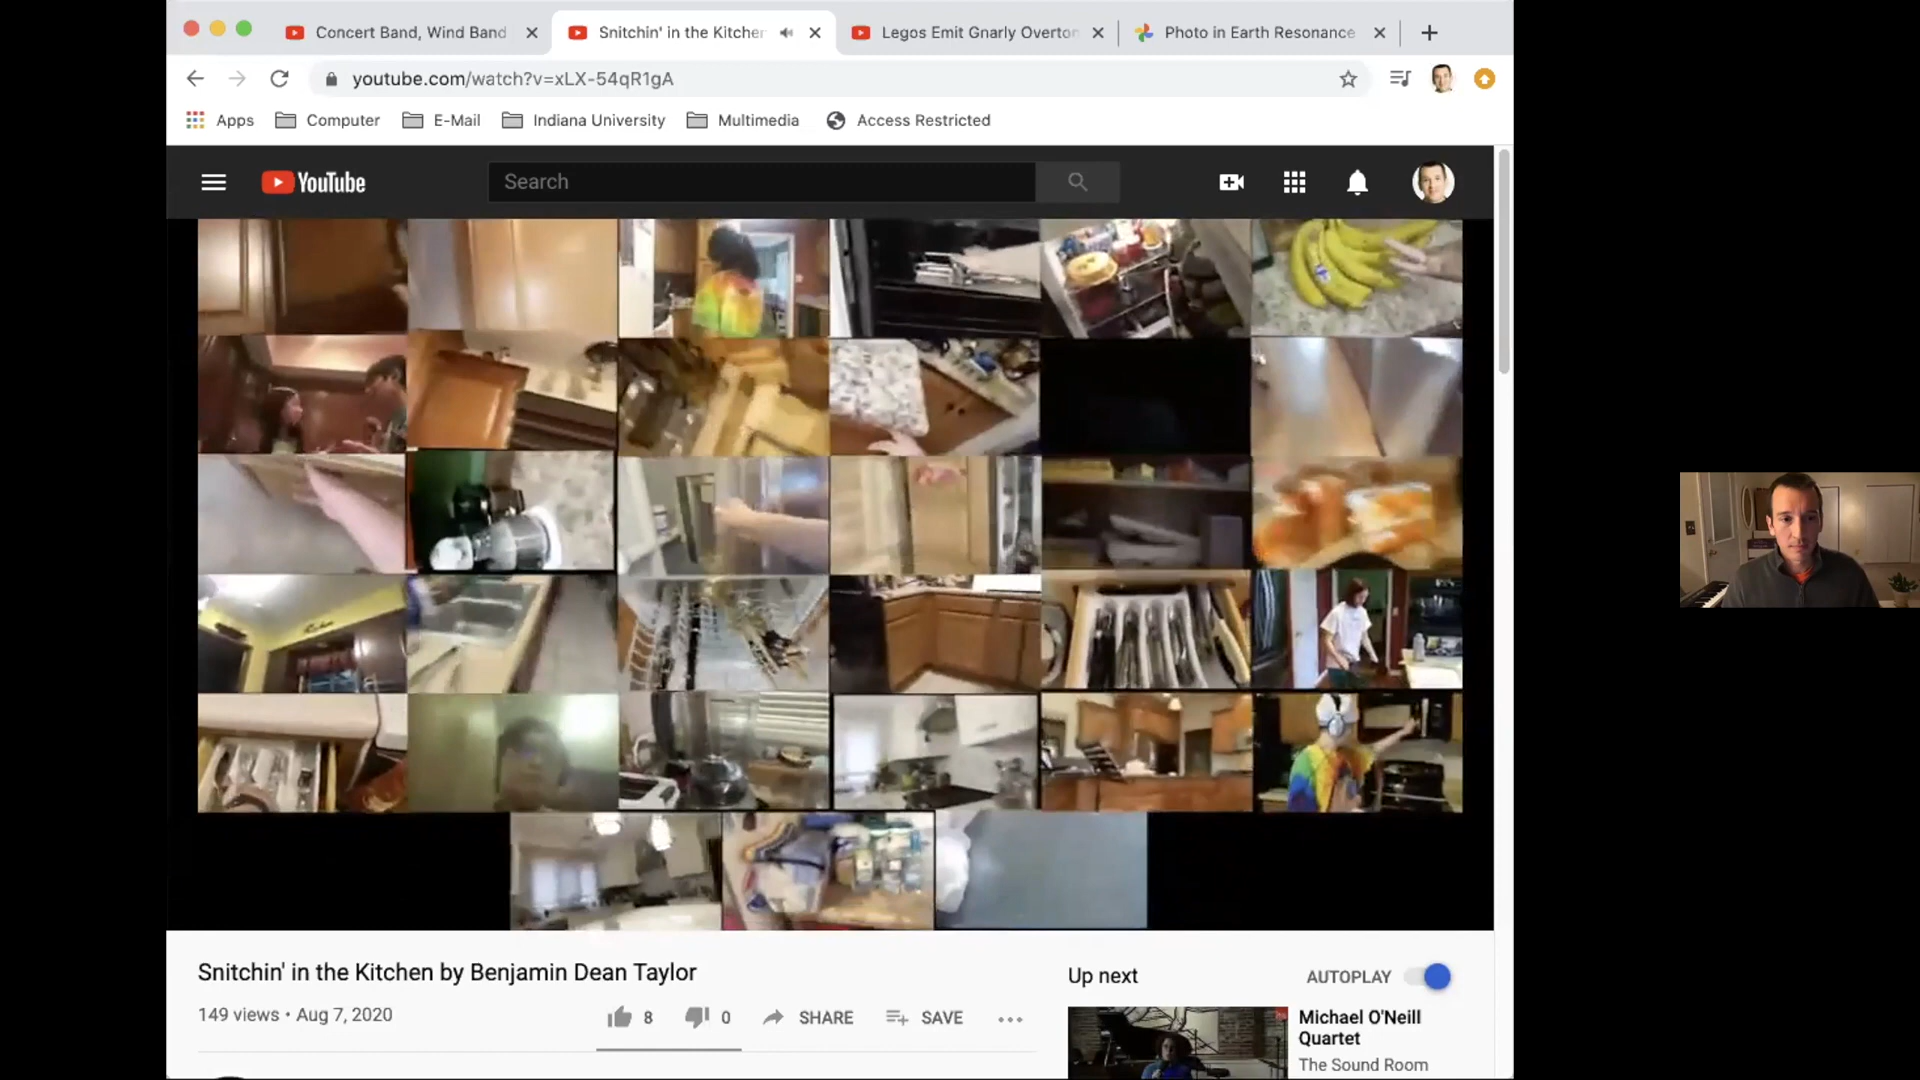 Concert Band, Wind Band
Snitchin' in the Kitchen
Legos Emit Gnarly Overton
Photo in Earth Resonance
youtube.com/watch?v=xLX-54qR1gA
Apps
Computer
E-Mail
Indiana University
Multimedia
Access Restricted
YouTube
Search
Snitchin' in the Kitchen by Benjamin Dean Taylor
149 views • Aug 7, 2020
8
0
SHARE
SAVE
Up next
AUTOPLAY
Michael O'Neill
Quartet
The Sound Room